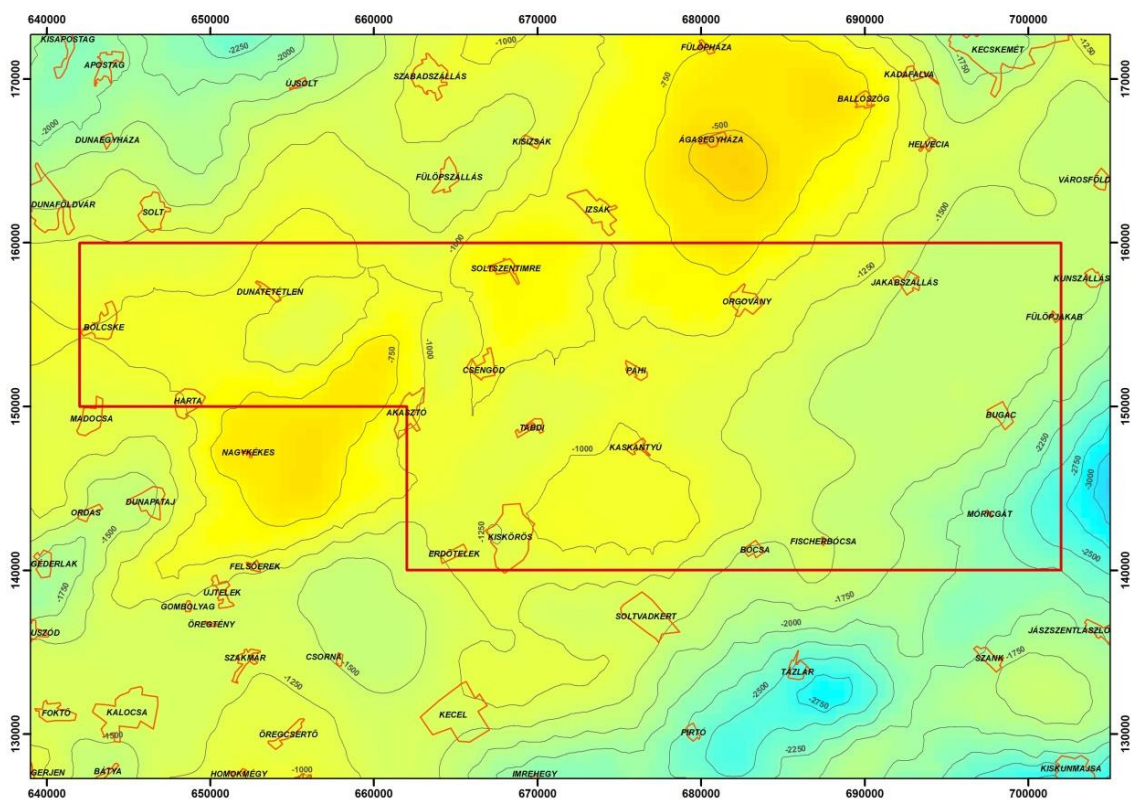 640000 650000 660000 670000 680000 690000 700000
KISAPOSTAG
APOSTAG
-2250
-2000
-1000
FÜLÖPHÁZA
KECSKEMÉT
-1250
-1750
170000
ÚJSOLT
SZABADSZÁLLÁS
-750
KADAFALVA
170000
BALLÓSZÖG
-2000
-500
DUNAEGYHÁZA
KISIZSÁK
ÁGASEGYHÁZA
HELVÉCIA
FÜLÖPSZÁLLÁS
VÁROSFÖLD
DUNAFÖLDVÁR
SOLT
IZSÁK
-1500
160000
-1000
160000
SOLTSZENTIMRE
-1250
JAKABSZÁLLÁS
KUNSZÁLLÁS
DUNATETÉTLEN
ORGOVÁNY
BÖLCSKE
FÜLÖPJAKAB
-750
-1000
CSENGŐD
PÁHI
150000
HARTA
MADOCSA
AKASZTÓ
BUGAC
150000
TABDI
NAGYKÉKES
KASKANTYÚ
-1000
-2250
-2750
-3000
DUNAPATAJ
ORDAS
-1500
-1250
KISKŐRÖS
MÓRICGÁT
GÉDERLAK
ERDŐTELEK
BÓCSA
FISCHERBÓCSA
-2500
140000
FELSŐEREK
140000
-1750
ÚJTELEK
-1750
GOMBOLYAG
ÖREGTÉNY
SOLTVADKERT
-2000
USZÓD
JÁSZSZENTLÁSZLÓ
SZAKMÁR
CSORNA
-1500
SZANK
-1750
TÁZLÁR
-1250
-2500
-2750
FOKTŐ
KALOCSA
KECEL
130000
ÖREGCSERTŐ
PIRTÓ
130000
-1500
-2250
GERJEN
BÁTYA
HOMOKMÉGY
-1000
IMREHEGY
KISKUNMAJSA
640000 650000 660000 670000 680000 690000 700000